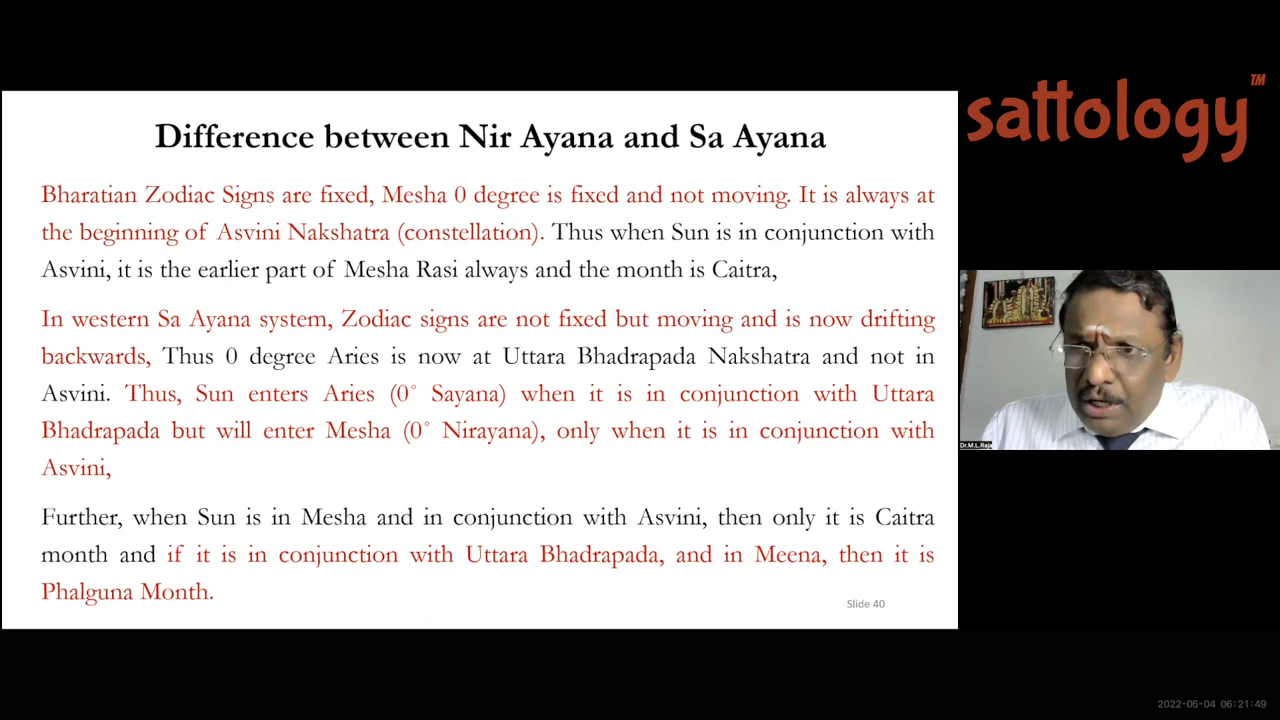 sattology™
Difference between Nir Ayana and Sa Ayana
Bharatian Zodiac Signs are fixed, Mesha 0 degree is fixed and not moving. It is always at
the beginning of Asvini Nakshatra (constellation). Thus when Sun is in conjunction with
Asvini, it is the earlier part of Mesha Rasi always and the month is Caitra,
In western Sa Ayana system, Zodiac signs are not fixed but moving and is now drifting
backwards, Thus 0 degree Aries is now at Uttara Bhadrapada Nakshatra and not in
Asvini. Thus, Sun enters Aries (0° Sayana) when it is in conjunction with Uttara
Bhadrapada but will enter Mesha (0° Nirayana), only when it is in conjunction with
Asvini,
Further, when Sun is in Mesha and in conjunction with Asvini, then only it is Caitra
month and if it is in conjunction with Uttara Bhadrapada, and in Meena, then it is
Phalguna Month.
Slide 40
Dr.M.L.Raja
2022-05-04 06:21:49